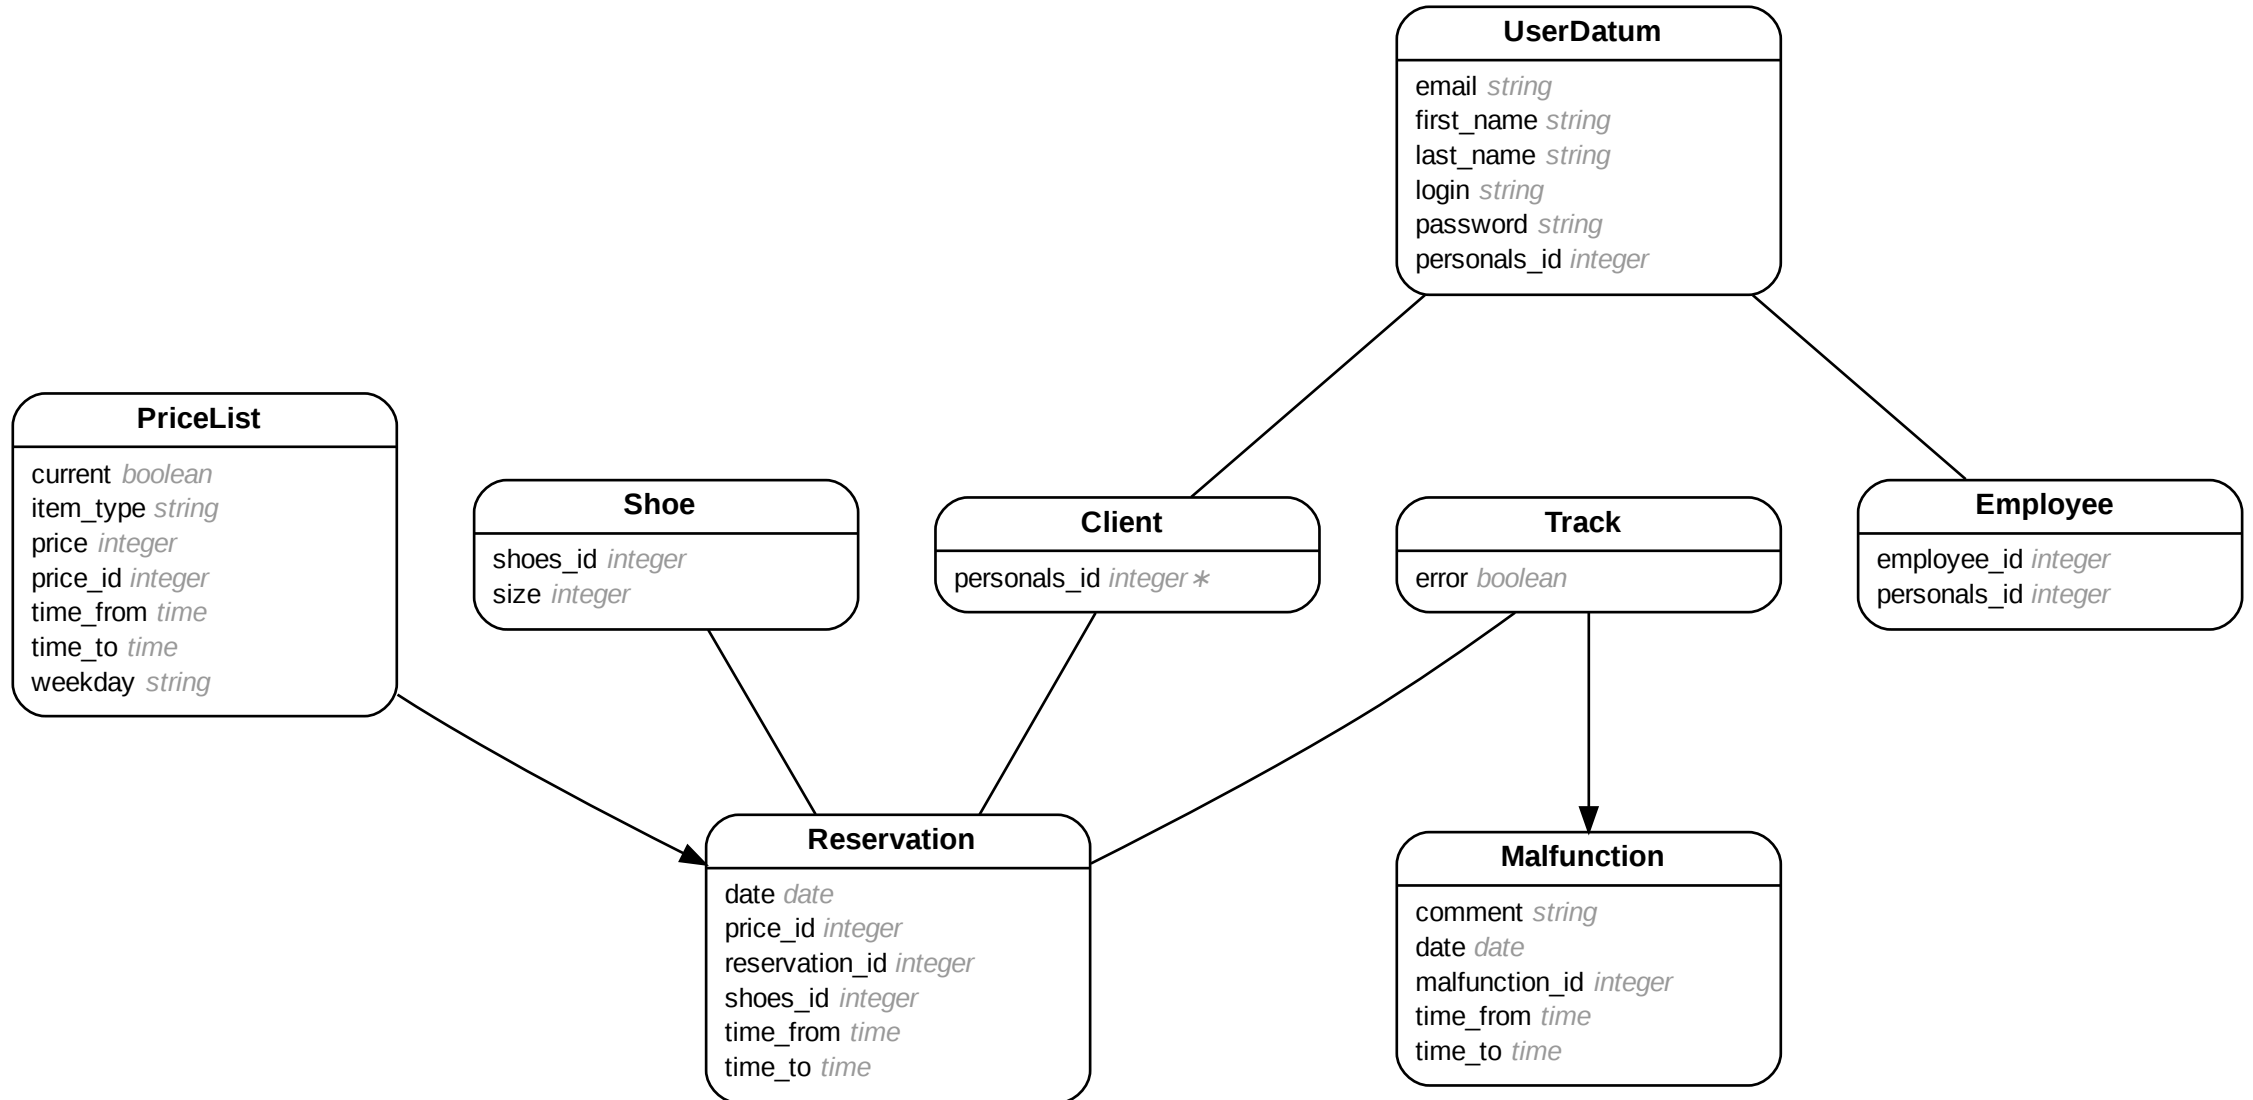 UserDatum
email string
first_name string
last_name string
login string
password string
personals_id integer
PriceList
current boolean
item_type string
price integer
price_id integer
time_from time
time_to time
weekday string
Shoe
shoes_id integer
size integer
Client
personals_id integer∗
Track
error boolean
Employee
employee_id integer
personals_id integer
Reservation
date date
price_id integer
reservation_id integer
shoes_id integer
time_from time
time_to time
Malfunction
comment string
date date
malfunction_id integer
time_from time
time_to time